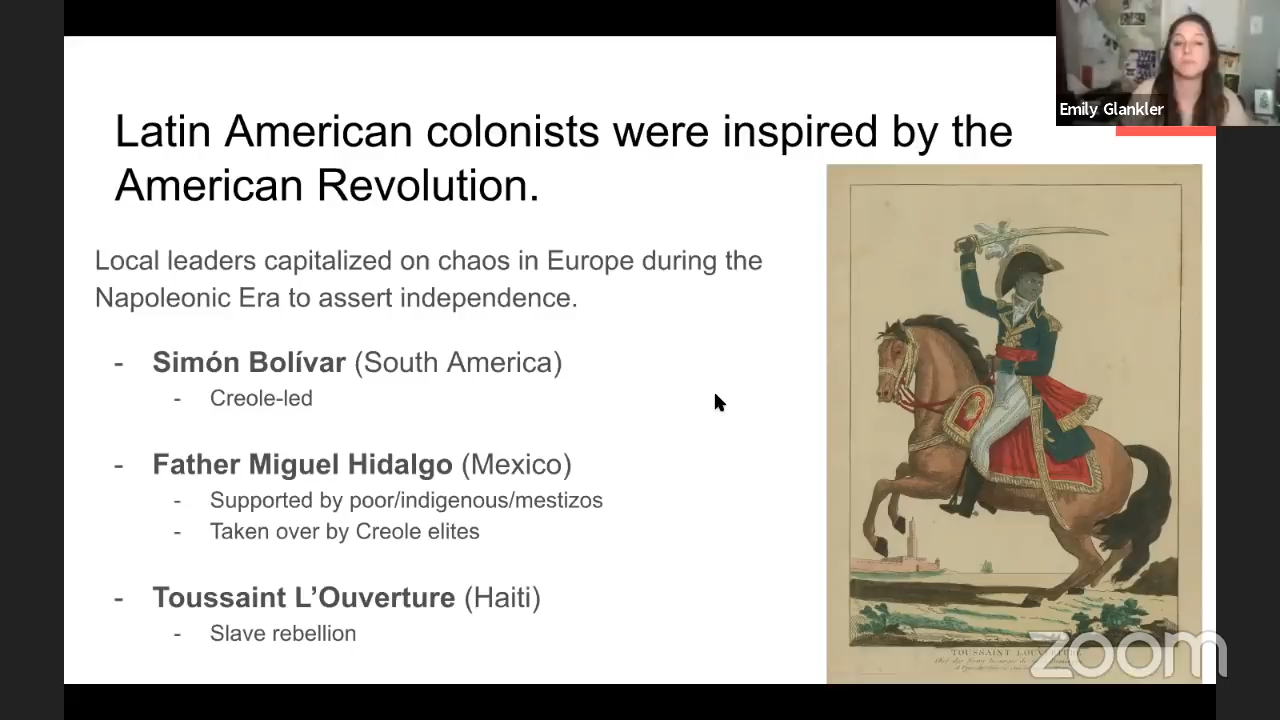 Emily Glankler
Latin American colonists were inspired by the
American Revolution.
Local leaders capitalized on chaos in Europe during the
Napoleonic Era to assert independence.
- Simón Bolívar (South America)
- Creole-led
- Father Miguel Hidalgo (Mexico)
- Supported by poor/indigenous/mestizos
- Taken over by Creole elites
- Toussaint L’Ouverture (Haiti)
- Slave rebellion
TOUSSAINT LOUVERTURE
zoom